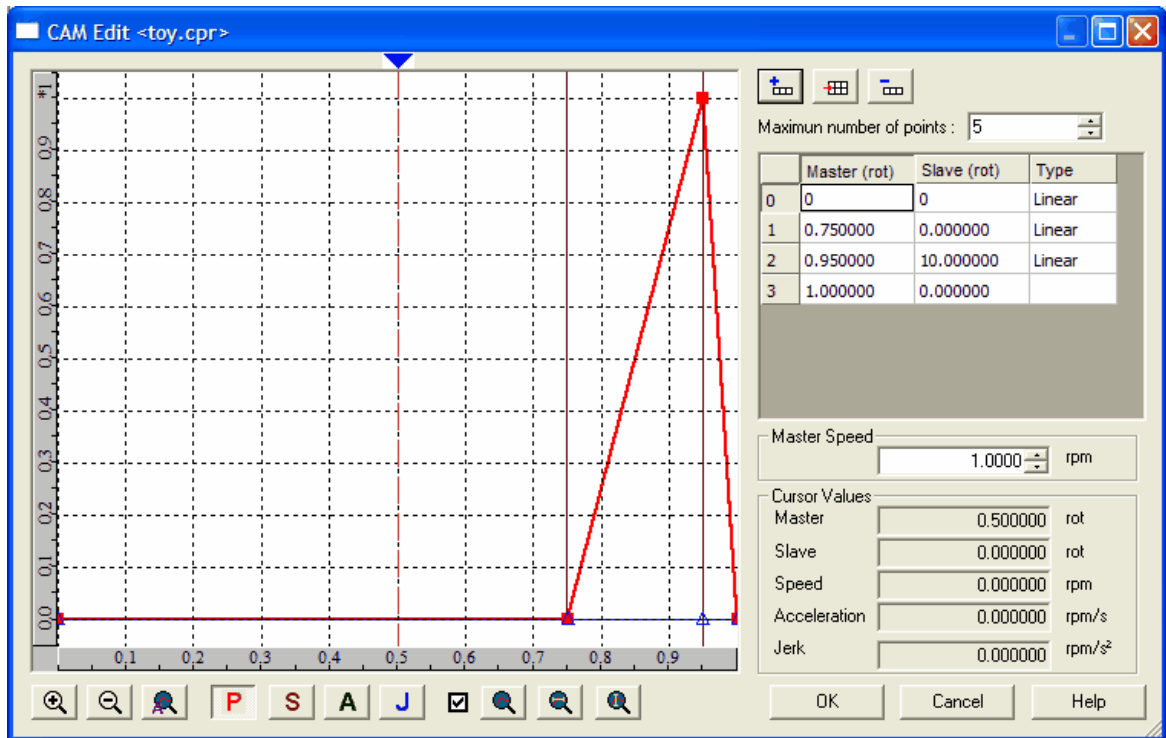 CAM Edit <toy.cpr>
*1
0,9
0,8
0,7
0,6
0,5
0,4
0,3
0,2
0,1
0,0
0,1 0,2 0,3 0,4 0,5 0,6 0,7 0,8 0,9
P S A J
Maximun number of points : 5
Master (rot) Slave (rot) Type
0 0 0 Linear
1 0.750000 0.000000 Linear
2 0.950000 10.000000 Linear
3 1.000000 0.000000
Master Speed
1.0000 rpm
Cursor Values
Master 0.500000 rot
Slave 0.000000 rot
Speed 0.000000 rpm
Acceleration 0.000000 rpm/s
Jerk 0.000000 rpm/s²
OK Cancel Help